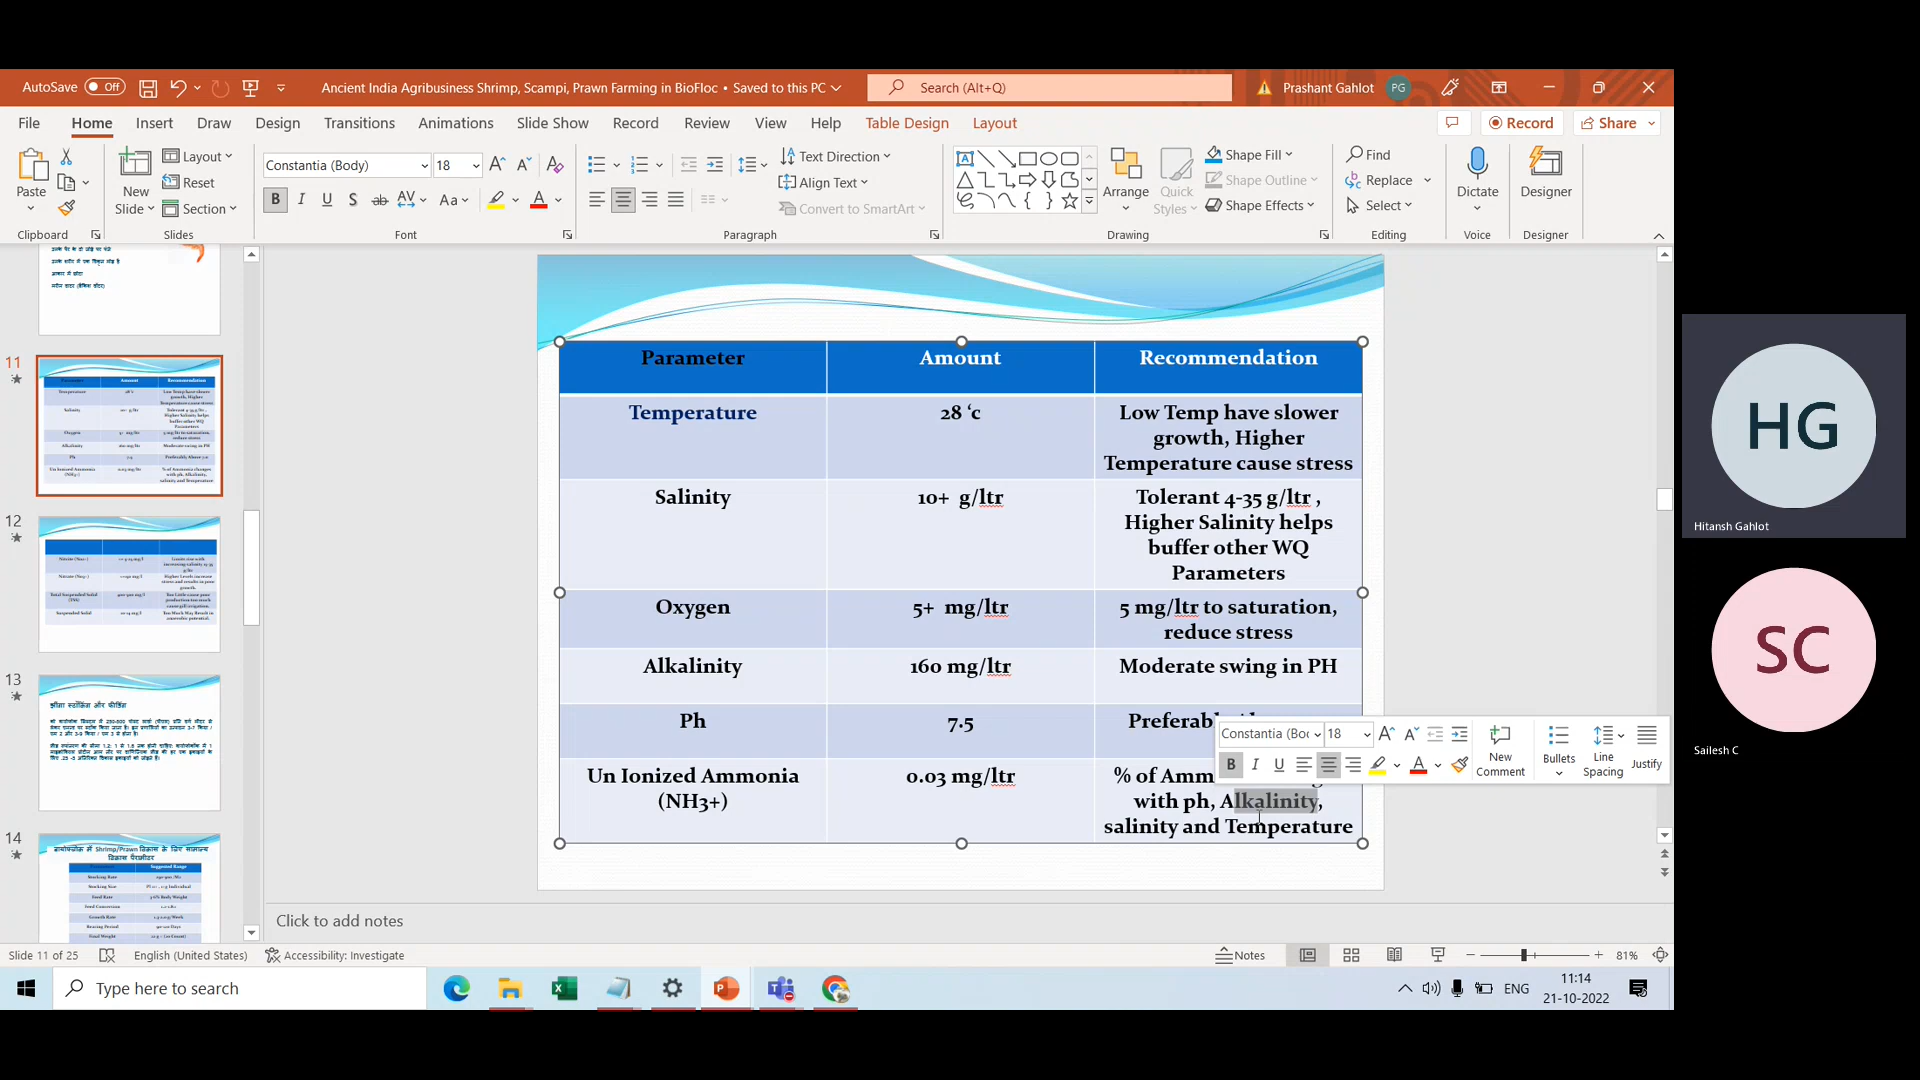 AutoSave Off
Ancient India Agribusiness Shrimp, Scampi, Prawn Farming in BioFloc • Saved to this PC
Search (Alt+Q)
Prashant Gahlot PG
File Home Insert Draw Design Transitions Animations Slide Show Record Review View Help Table Design Layout
Record Share
Paste
Clipboard
New Slide
Layout
Reset
Section
Slides
Constantia (Body) 18
B I U S ab AV Aa A
Font
Text Direction
Align Text
Convert to SmartArt
Paragraph
Arrange
Quick Styles
Shape Fill
Shape Outline
Shape Effects
Drawing
Find
Replace
Select
Editing
Dictate
Voice
Designer
Designer
11
12
13
14
Parameter Amount Recommendation
Temperature 28 ‘c Low Temp have slower
growth, Higher
Temperature cause stress
Salinity 10+ g/ltr Tolerant 4-35 g/ltr ,
Higher Salinity helps
buffer other WQ
Parameters
Oxygen 5+ mg/ltr 5 mg/ltr to saturation,
reduce stress
Alkalinity 160 mg/ltr Moderate swing in PH
Ph 7.5
Un Ionized Ammonia 0.03 mg/ltr % of
(NH3+) with ph, Alkalinity,
salinity and Temperature
Constantia (Boc 18
B I U A
New Comment
Bullets
Line Spacing
Justify
Click to add notes
Slide 11 of 25 English (United States) Accessibility: Investigate
Notes 81%
Type here to search
ENG
11:14
21-10-2022
HG
Hitansh Gahlot
SC
Sailesh C